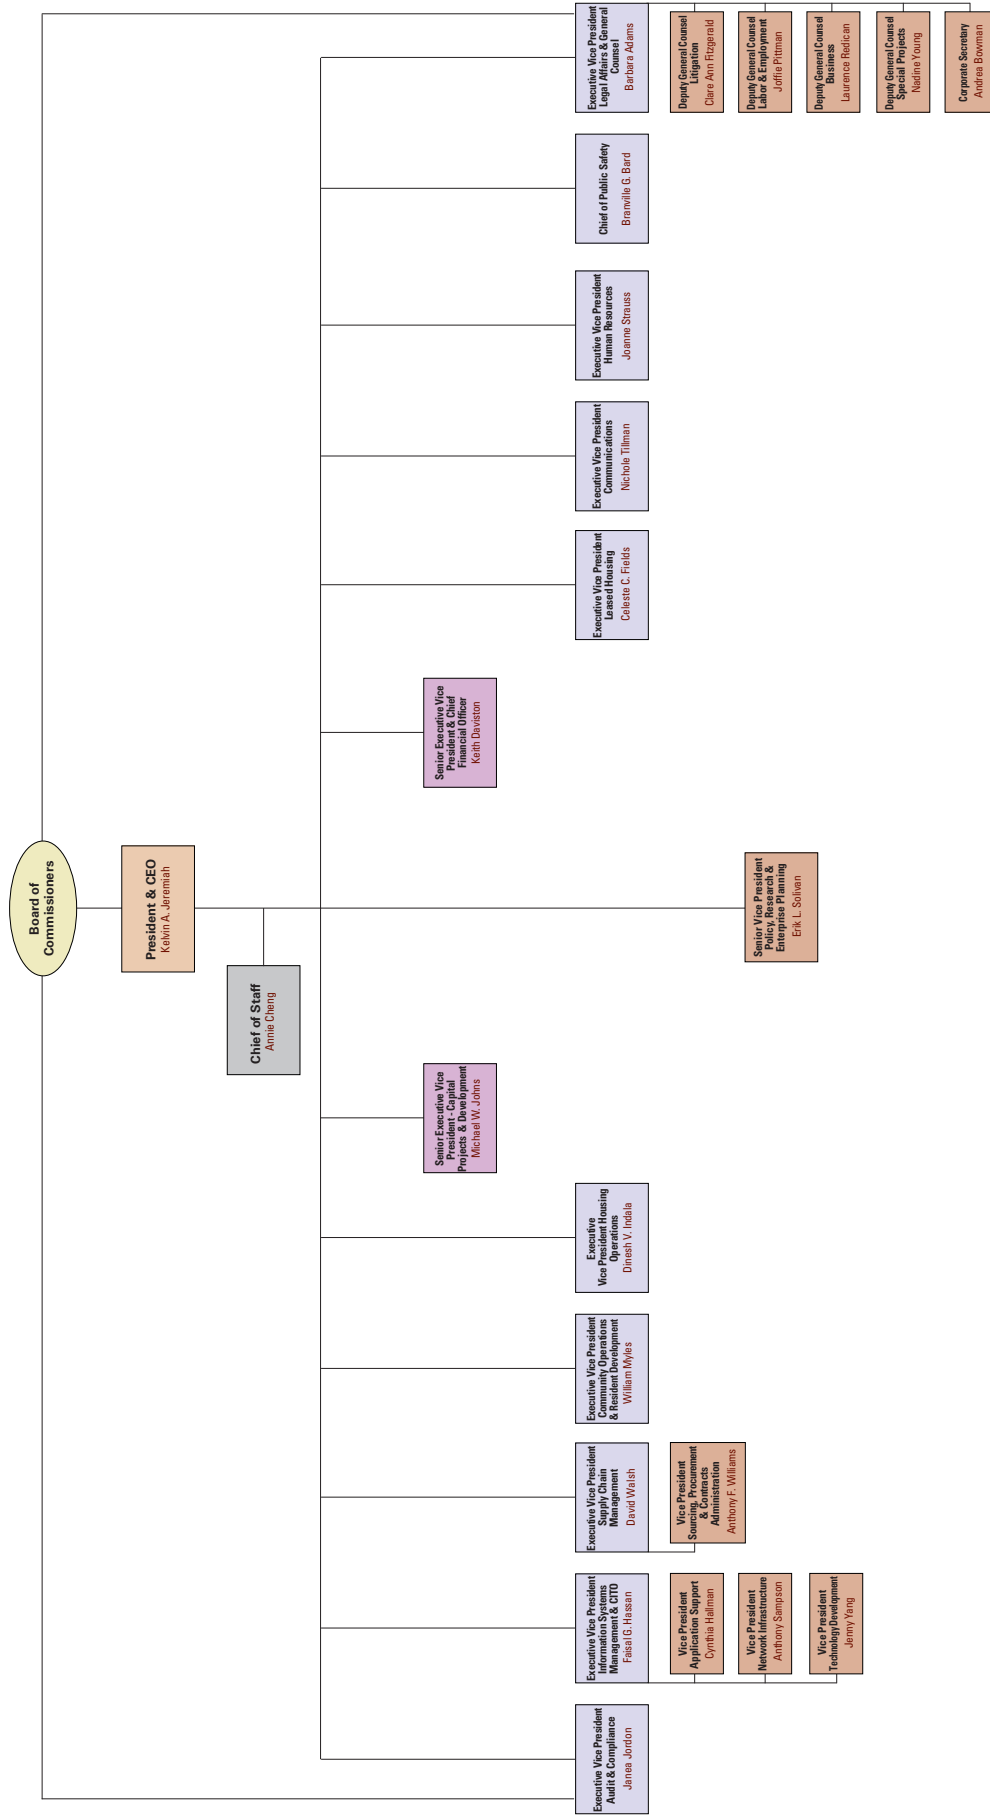 Board of
Commissioners
President & CEO
Kelvin A. Jeremiah
Chief of Staff
Annie Cheng
Senior Executive Vice
President - Capital
Projects & Development
Michael W. Johns
Senior Executive Vice
President & Chief
Financial Officer
Keith Daviston
Executive Vice President
Audit & Compliance
Janea Jordon
Executive Vice President
Information Systems
Management & CITO
Faisal G. Hassan
Executive Vice President
Supply Chain
Management
David Walsh
Executive Vice President
Community Operations
& Resident Development
William Myles
Executive
Vice President Housing
Operations
Dinesh V. Indala
Executive Vice President
Leased Housing
Celeste C. Fields
Executive Vice President
Communications
Nichole Tillman
Executive Vice President
Human Resources
Joanne Strauss
Chief of Public Safety
Branville G. Bard
Executive Vice President
Legal Affairs & General
Counsel
Barbara Adams
Vice President
Application Support
Cynthia Hallman
Vice President
Network Infrastructure
Anthony Sampson
Vice President
Technology Development
Jenny Yang
Vice President
Sourcing, Procurement
& Contracts
Administration
Anthony F. Williams
Senior Vice President
Policy, Research &
Enterprise Planning
Erik L. Solivan
Deputy General Counsel
Litigation
Clare Ann Fitzgerald
Deputy General Counsel
Labor & Employment
Joffie Pittman
Deputy General Counsel
Business
Laurence Redican
Deputy General Counsel
Special Projects
Nadine Young
Corporate Secretary
Andrea Bowman